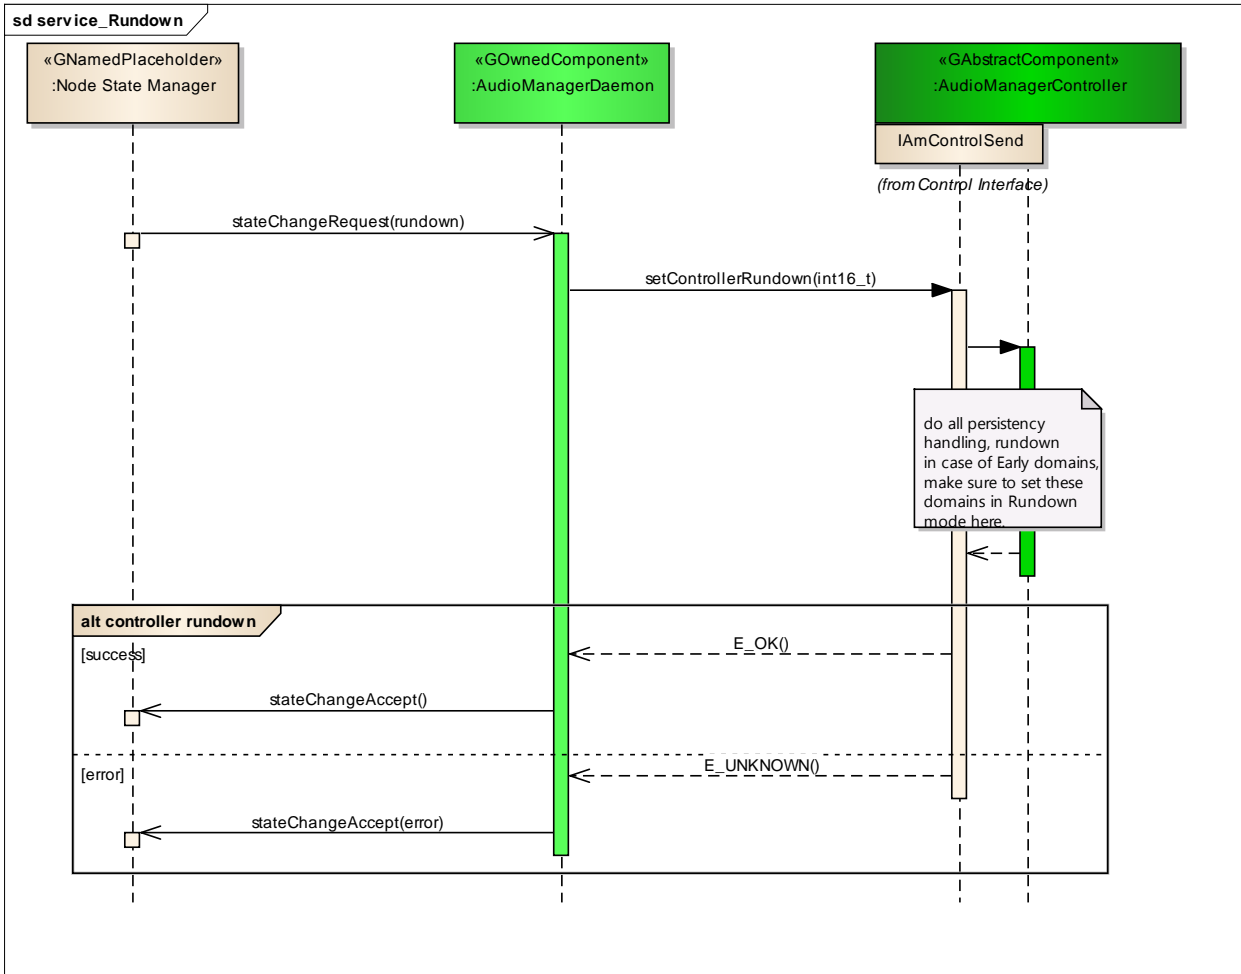 sd service_Rundown
«GNamedPlaceholder»
:Node State Manager
«GOwnedComponent»
:AudioManagerDaemon
«GAbstractComponent»
:AudioManagerController
IAmControlSend
(from Control Interface)
stateChangeRequest(rundown)
setControllerRundown(int16_t)
do all persistency
handling, rundown
in case of Early domains,
make sure to set these
domains in Rundown
mode here.
alt controller rundown
[success]
E_OK()
stateChangeAccept()
[error]
E_UNKNOWN()
stateChangeAccept(error)